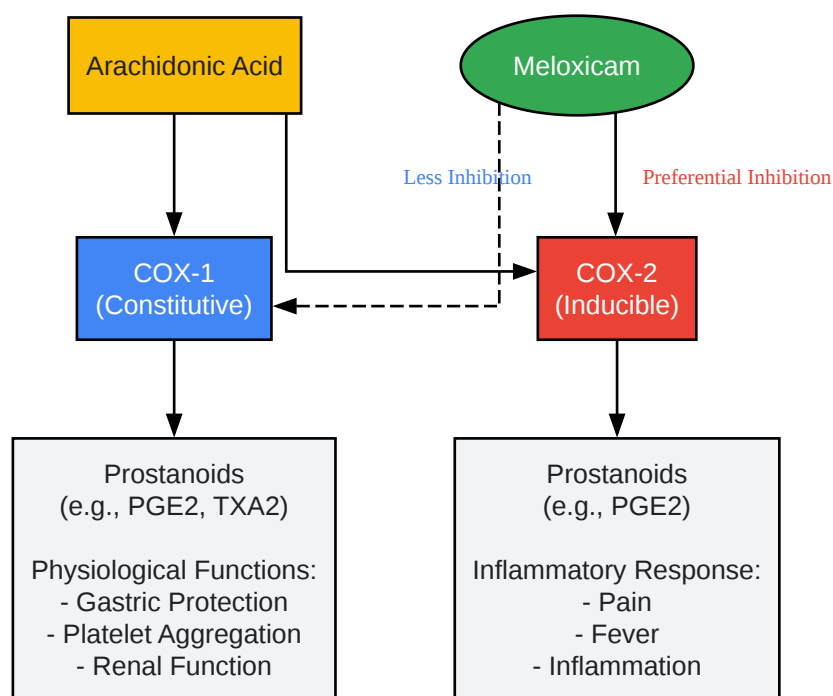 Arachidonic Acid
Meloxicam
Less Inhibition
Preferential Inhibition
COX-1
(Constitutive)
COX-2
(Inducible)
Prostanoids
(e.g., PGE2, TXA2)
Physiological Functions:
- Gastric Protection
- Platelet Aggregation
- Renal Function
Prostanoids
(e.g., PGE2)
Inflammatory Response:
- Pain
- Fever
- Inflammation